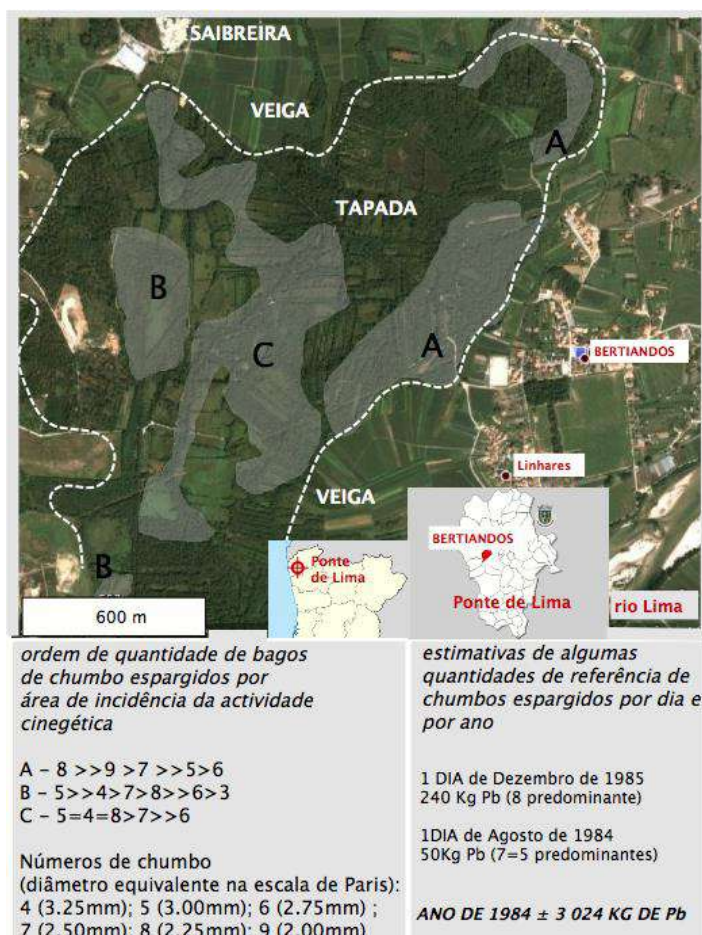 SAIBREIRA
VEIGA
A
TAPADA
B
C
A
BERTIANDOS
Linhares
VEIGA
B
BERTIANDOS
Ponte
de Lima
Ponte de Lima
rio Lima
600 m
ordem de quantidade de bagos
de chumbo espargidos por
área de incidência da actividade
cinegética
A – 8 >>9 >7 >>5>6
B – 5>>4>7>8>>6>3
C – 5=4=8>7>>6
Números de chumbo
(diâmetro equivalente na escala de Paris):
4 (3.25mm); 5 (3.00mm); 6 (2.75mm) ;
7 (2.50mm); 8 (2.25mm); 9 (2.00mm)
estimativas de algumas
quantidades de referência de
chumbos espargidos por dia e
por ano
1 DIA de Dezembro de 1985
240 Kg Pb (8 predominante)
1DIA de Agosto de 1984
50Kg Pb (7=5 predominantes)
ANO DE 1984 ± 3 024 KG DE Pb